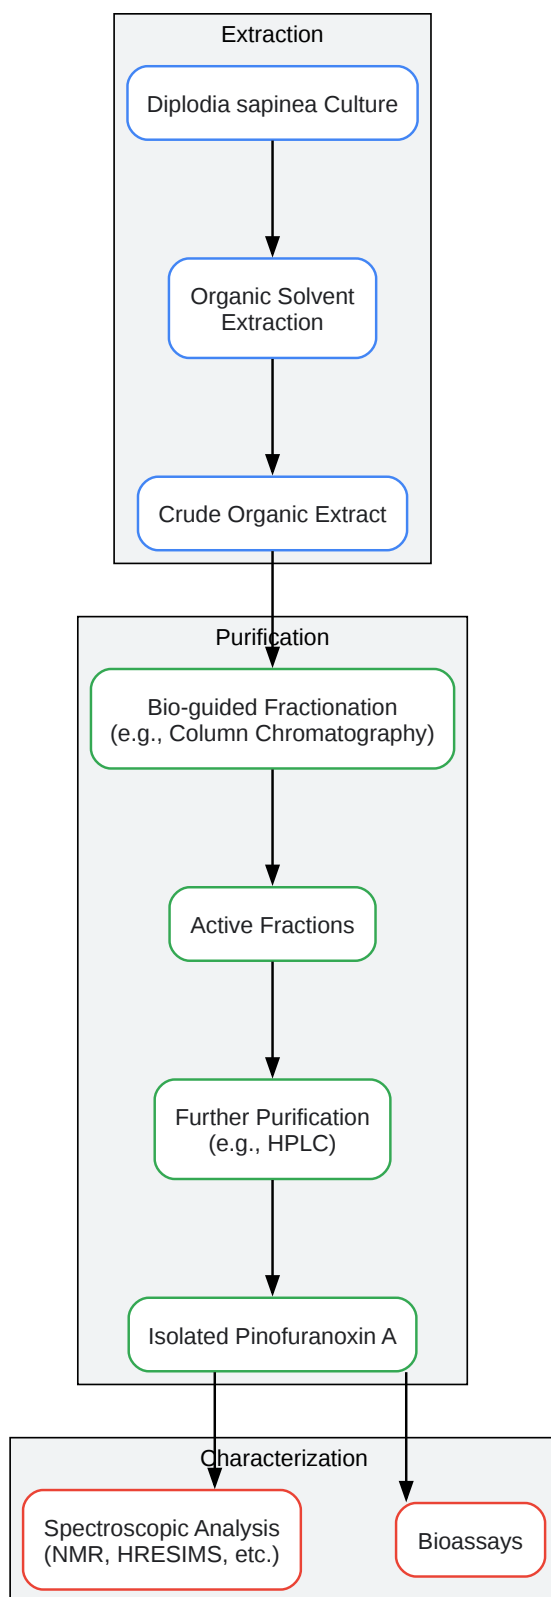 Extraction
Diplodia sapinea Culture
Organic Solvent
Extraction
Crude Organic Extract
Purification
Bio-guided Fractionation
(e.g., Column Chromatography)
Active Fractions
Further Purification
(e.g., HPLC)
Isolated Pinofuranoxin A
Characterization
Spectroscopic Analysis
(NMR, HRESIMS, etc.)
Bioassays